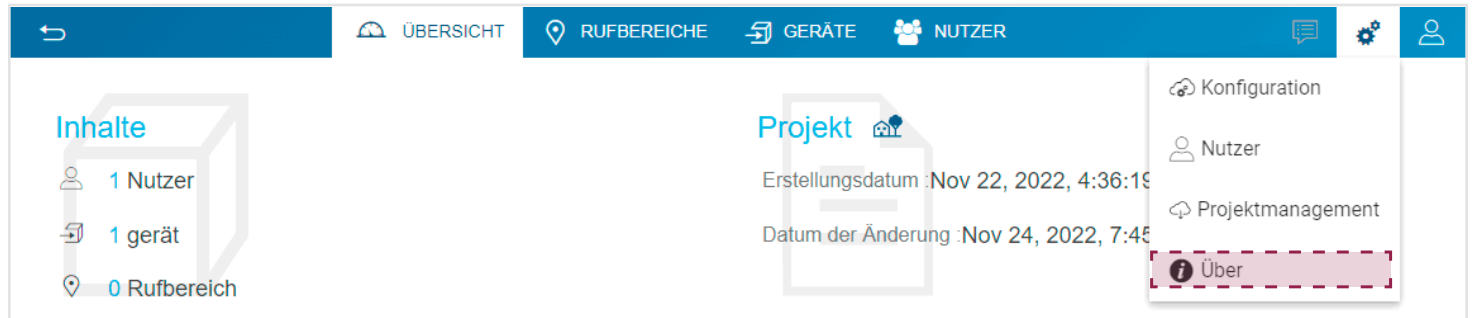 ÜBERSICHT RUFBEREICHE GERÄTE NUTZER
Inhalte
1 Nutzer
1 gerät
0 Rufbereich
Projekt
Erstellungsdatum :Nov 22, 2022, 4:36:19
Datum der Änderung :Nov 24, 2022, 7:45
Konfiguration
Nutzer
Projektmanagement
Über